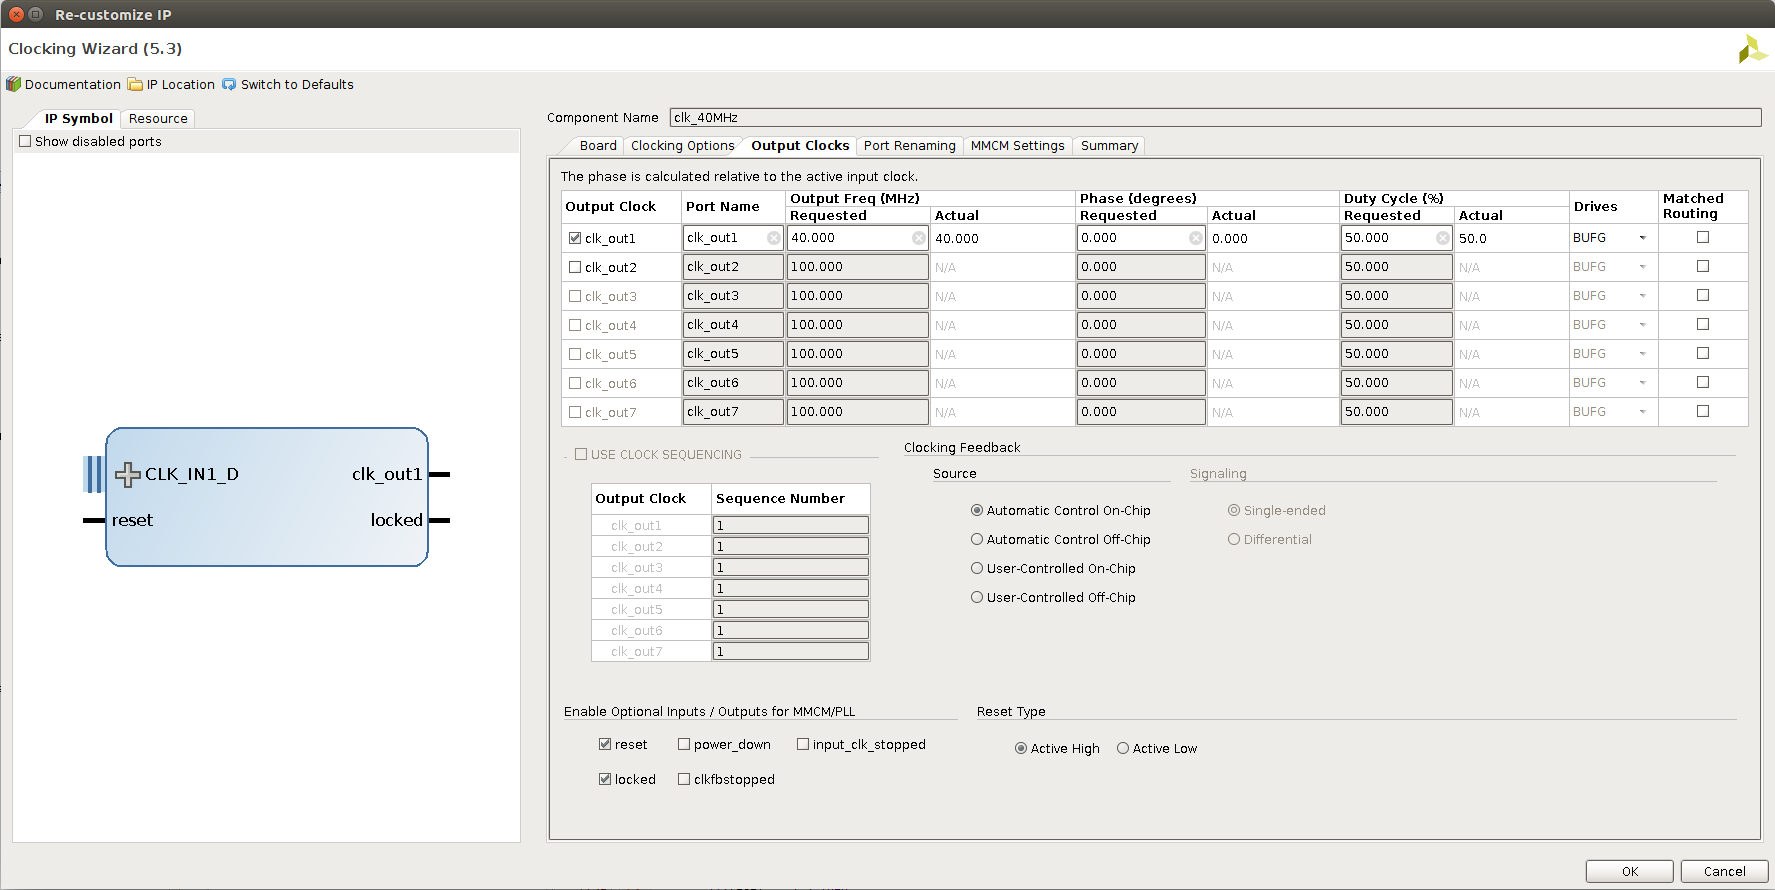 Re-customize IP
Clocking Wizard (5.3)
Documentation IP Location Switch to Defaults
IP Symbol Resource
Show disabled ports
CLK_IN1_D clk_out1
reset locked
Component Name clk_40MHz
Board Clocking Options Output Clocks Port Renaming MMCM Settings Summary
The phase is calculated relative to the active input clock.
Output Clock Port Name Output Freq (MHz) Phase (degrees) Duty Cycle (%) Drives Matched Routing
Requested Actual Requested Actual Requested Actual
clk_out1 clk_out1 40.000 40.000 0.000 0.000 50.000 50.0 BUFG
clk_out2 clk_out2 100.000 N/A 0.000 N/A 50.000 N/A BUFG
clk_out3 clk_out3 100.000 N/A 0.000 N/A 50.000 N/A BUFG
clk_out4 clk_out4 100.000 N/A 0.000 N/A 50.000 N/A BUFG
clk_out5 clk_out5 100.000 N/A 0.000 N/A 50.000 N/A BUFG
clk_out6 clk_out6 100.000 N/A 0.000 N/A 50.000 N/A BUFG
clk_out7 clk_out7 100.000 N/A 0.000 N/A 50.000 N/A BUFG
USE CLOCK SEQUENCING
Output Clock Sequence Number
clk_out1 1
clk_out2 1
clk_out3 1
clk_out4 1
clk_out5 1
clk_out6 1
clk_out7 1
Clocking Feedback
Source Signaling
Automatic Control On-Chip Single-ended
Automatic Control Off-Chip Differential
User-Controlled On-Chip
User-Controlled Off-Chip
Enable Optional Inputs / Outputs for MMCM/PLL
reset power_down input_clk_stopped
locked clkfbstopped
Reset Type
Active High Active Low
OK Cancel